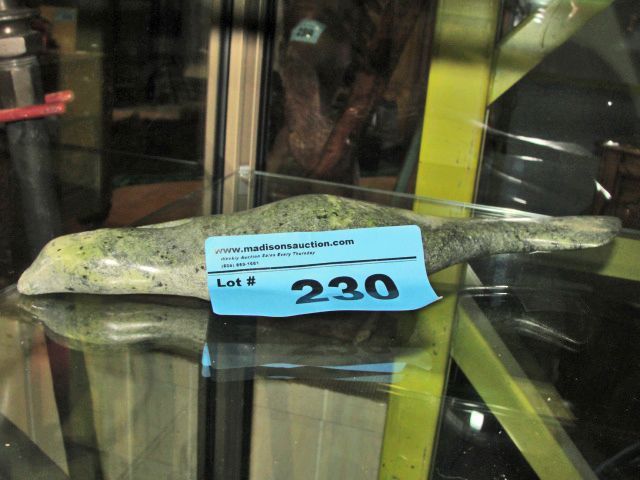 www.madisonsauction.com
Weekly Auction Sales Every Thursday
Lot # 230